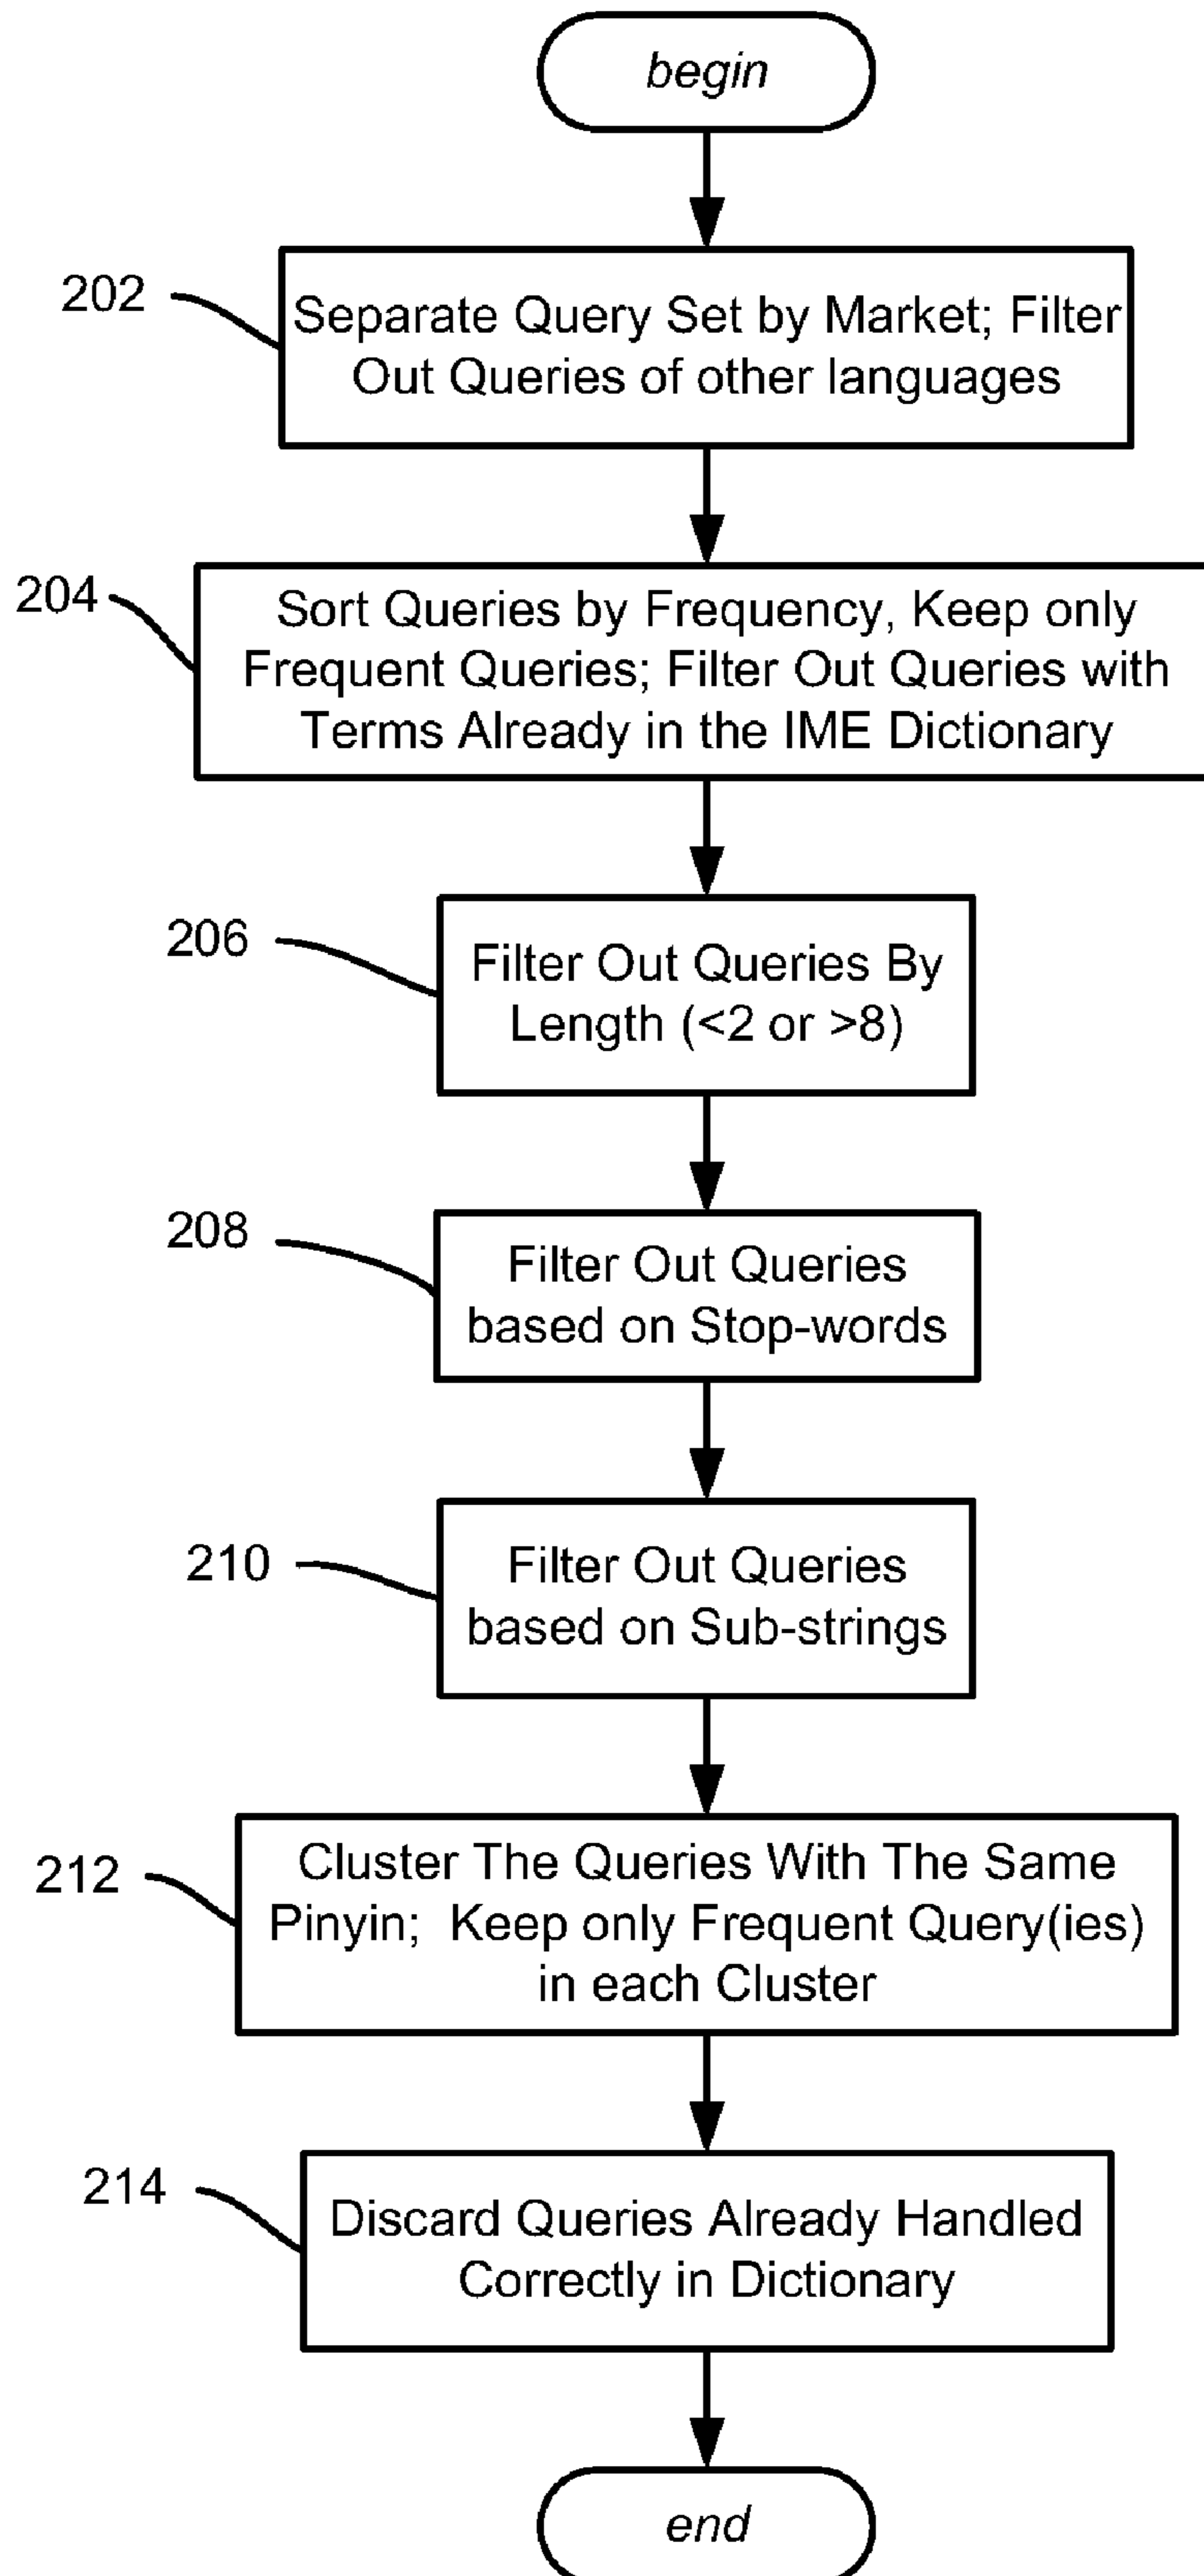 begin
202
Separate Query Set by Market; Filter
Out Queries of other languages
204
Sort Queries by Frequency, Keep only
Frequent Queries; Filter Out Queries with
Terms Already in the IME Dictionary
206
Filter Out Queries By
Length (<2 or >8)
208
Filter Out Queries
based on Stop-words
210
Filter Out Queries
based on Sub-strings
212
Cluster The Queries With The Same
Pinyin;  Keep only Frequent Query(ies)
in each Cluster
214
Discard Queries Already Handled
Correctly in Dictionary
end